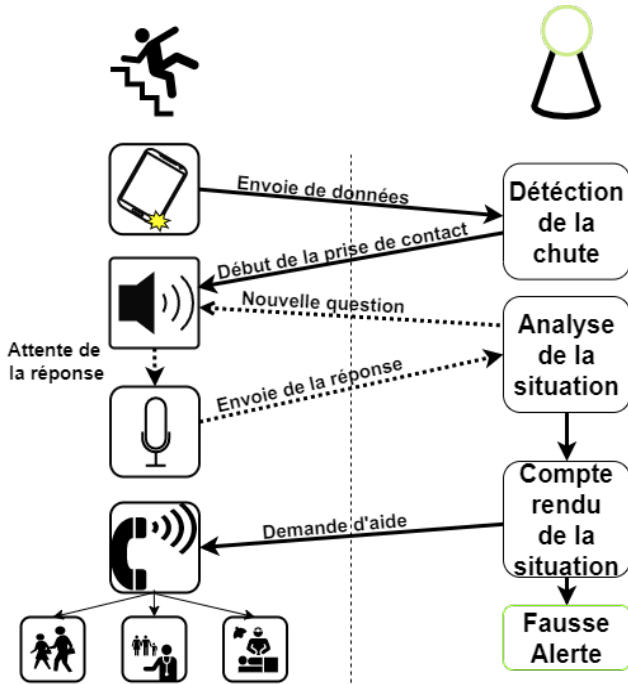 Envoie de données
Détéction
de la
chute
Début de la prise de contact
Nouvelle question
Analyse
de la
situation
Attente de
la réponse
Envoie de la réponse
Compte
rendu
de la
situation
Demande d'aide
Fausse
Alerte